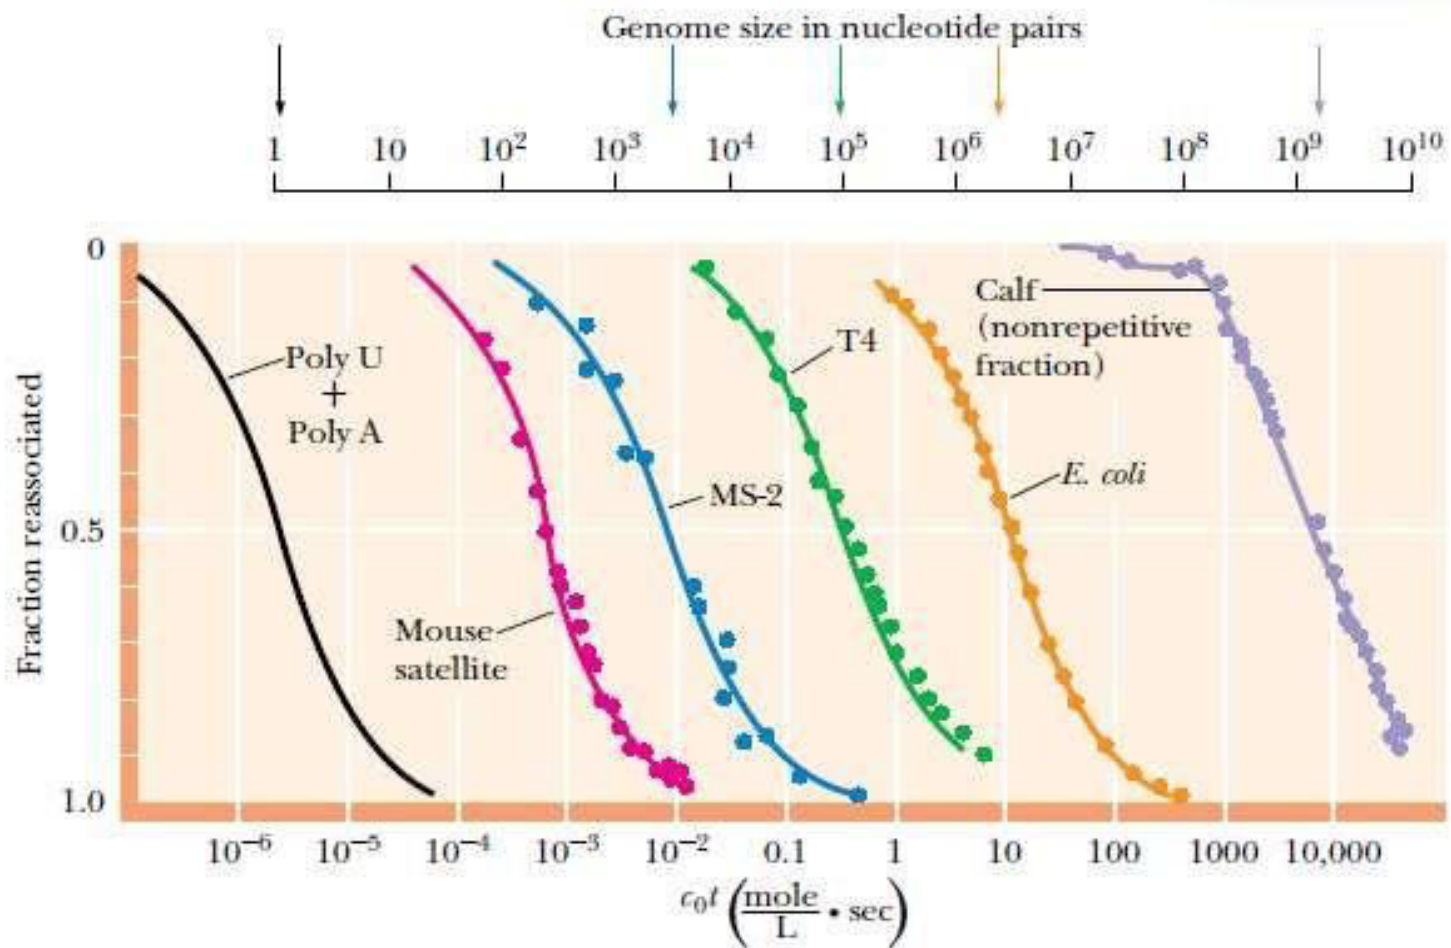 Genome size in nucleotide pairs
1 10 10² 10³ 10⁴ 10⁵ 10⁶ 10⁷ 10⁸ 10⁹ 10¹⁰
Fraction reassociated
0
0.5
1.0
Poly U
+
Poly A
Mouse
satellite
MS-2
T4
E. coli
Calf
(nonrepetitive
fraction)
10⁻⁶ 10⁻⁵ 10⁻⁴ 10⁻³ 10⁻² 0.1 1 10 100 1000 10,000
c₀t (mole/L • sec)